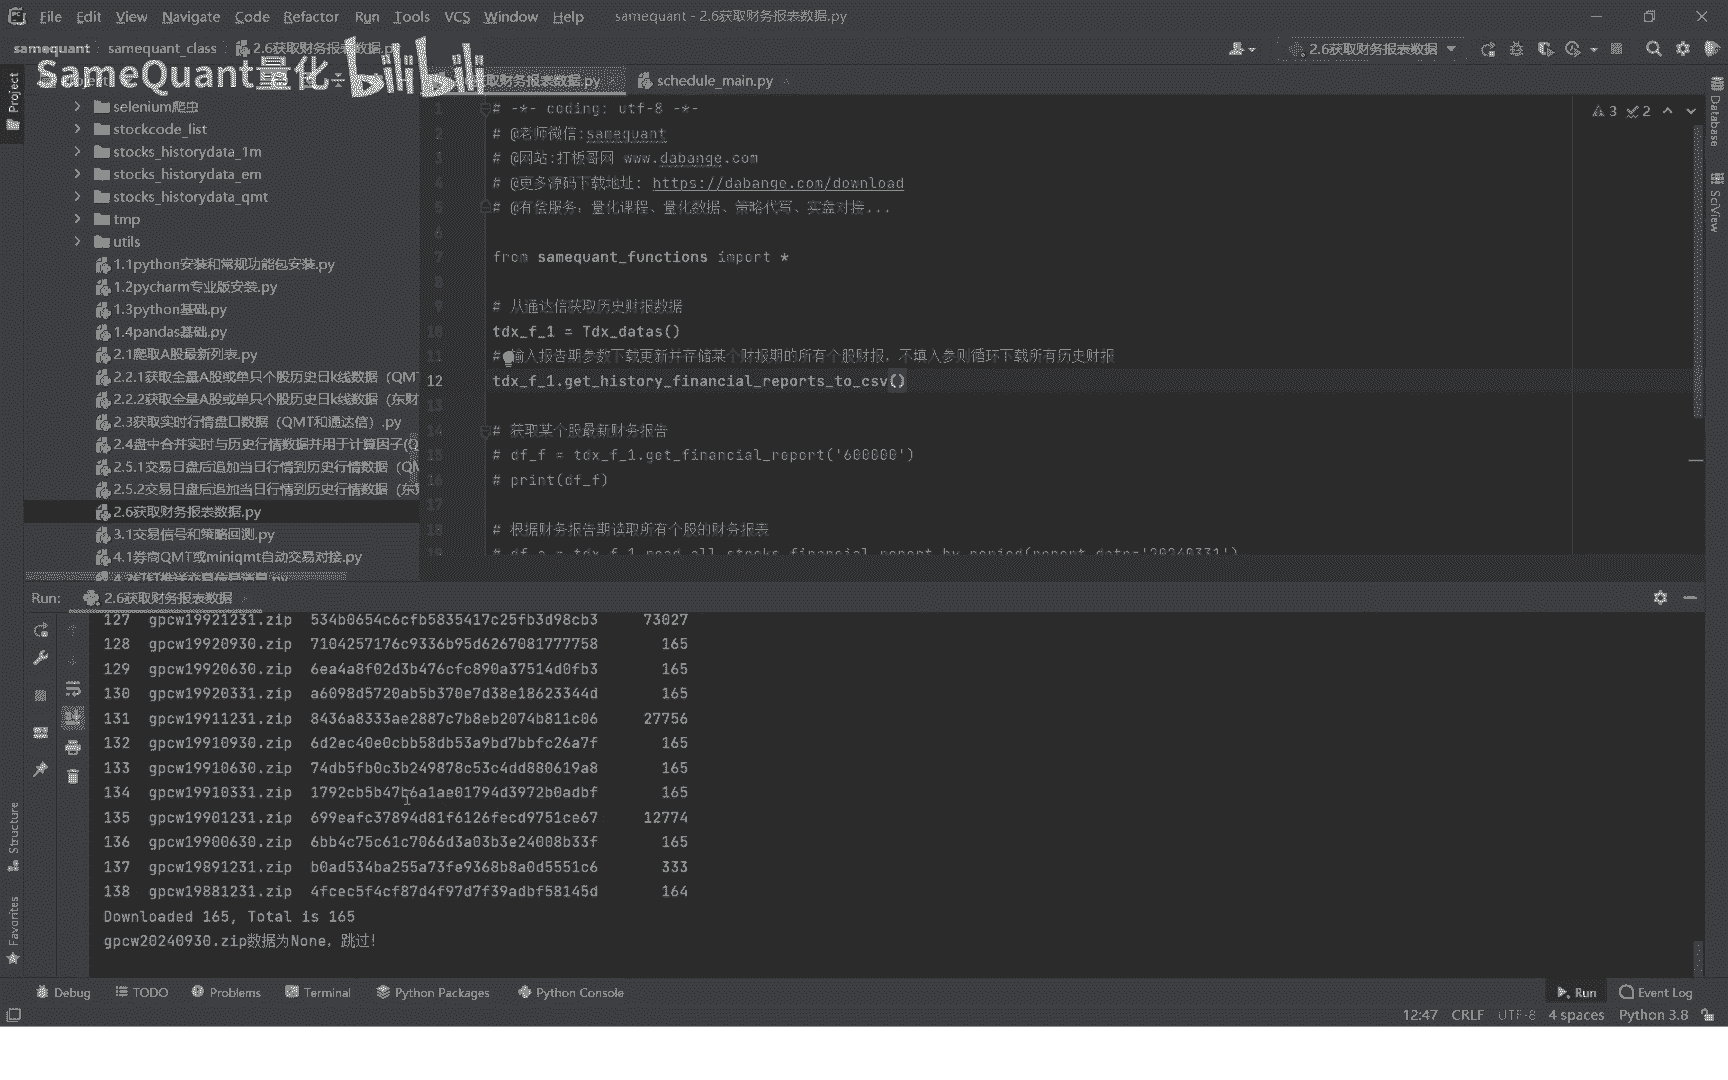 File Edit View Navigate Code Refactor Run Tools VCS Window Help samequant - 2.6获取财务报表数据.py
samequant samequant_class 2.6获取财务报表数据.py 2.6获取财务报表数据
SameQuant量化 bilibili
取财务报表数据.py schedule_main.py
Project
selenium爬虫
stockcode_list
stocks_historydata_1m
stocks_historydata_em
stocks_historydata_qmt
tmp
utils
1.1python安装和常规功能包安装.py
1.2pycharm专业版安装.py
1.3python基础.py
1.4pandas基础.py
2.1爬取A股最新列表.py
2.2.1获取全量A股或单只个股历史日k线数据（QMT
2.2.2获取全量A股或单只个股历史日k线数据（东财
2.3获取实时行情盘口数据（QMT和通达信）.py
2.4盘中合并实时与历史行情数据并用于计算因子(Q
2.5.1交易日盘后追加当日行情到历史行情数据（QM
2.5.2交易日盘后追加当日行情到历史行情数据（东财
2.6获取财务报表数据.py
3.1交易信号和策略回测.py
4.1券商QMT或miniqmt自动交易对接.py
1 # -*- coding: utf-8 -*-
2 # @老师微信:samequant
3 # @网站:打板哥网 www.dabange.com
4 # @更多源码下载地址: https://dabange.com/download
5 # @有偿服务：量化课程、量化数据、策略代写、实盘对接...
6
7 from samequant_functions import *
8
9 # 从通达信获取历史财报数据
10 tdx_f_1 = Tdx_datas()
11 # 输入报告期参数下载更新并存储某个财报期的所有个股财报，不填入参则循环下载所有历史财报
12 tdx_f_1.get_history_financial_reports_to_csv()
13
14 # 获取某个股最新财务报告
15 # df_f = tdx_f_1.get_financial_report('600000')
16 # print(df_f)
17
18 # 根据财务报告期读取所有个股的财务报表
19 # df_a = tdx_f_1.read_all_stocks_financial_report_by_period(report_date='20240331')
3 2
Database
SciView
Run: 2.6获取财务报表数据
127 gpcw19921231.zip 534b0654c6cfb5835417c25fb3d98cb3 73027
128 gpcw19920930.zip 7104257176c9336b95d6267081777758 165
129 gpcw19920630.zip 6ea4a8f02d3b476cfc890a37514d0fb3 165
130 gpcw19920331.zip a6098d5720ab5b370e7d38e18623344d 165
131 gpcw19911231.zip 8436a8333ae2887c7b8eb2074b811c06 27756
132 gpcw19910930.zip 6d2ec40e0cbb58db53a9bd7bbfc26a7f 165
133 gpcw19910630.zip 74db5fb0c3b249878c53c4dd880619a8 165
134 gpcw19910331.zip 1792cb5b47b6a1ae01794d3972b0adbf 165
135 gpcw19901231.zip 699eafc37894d81f6126fecd9751ce67 12774
136 gpcw19900630.zip 6bb4c75c61c7066d3a03b3e24008b33f 165
137 gpcw19891231.zip b0ad534ba255a73fe9368b8a0d5551c6 333
138 gpcw19881231.zip 4fcec5f4cf87d4f97d7f39adbf58145d 164
Downloaded 165, Total is 165
gpcw20240930.zip数据为None，跳过！
Structure
Favorites
Debug TODO Problems Terminal Python Packages Python Console Run Event Log
12:47 CRLF UTF-8 4 spaces Python 3.8